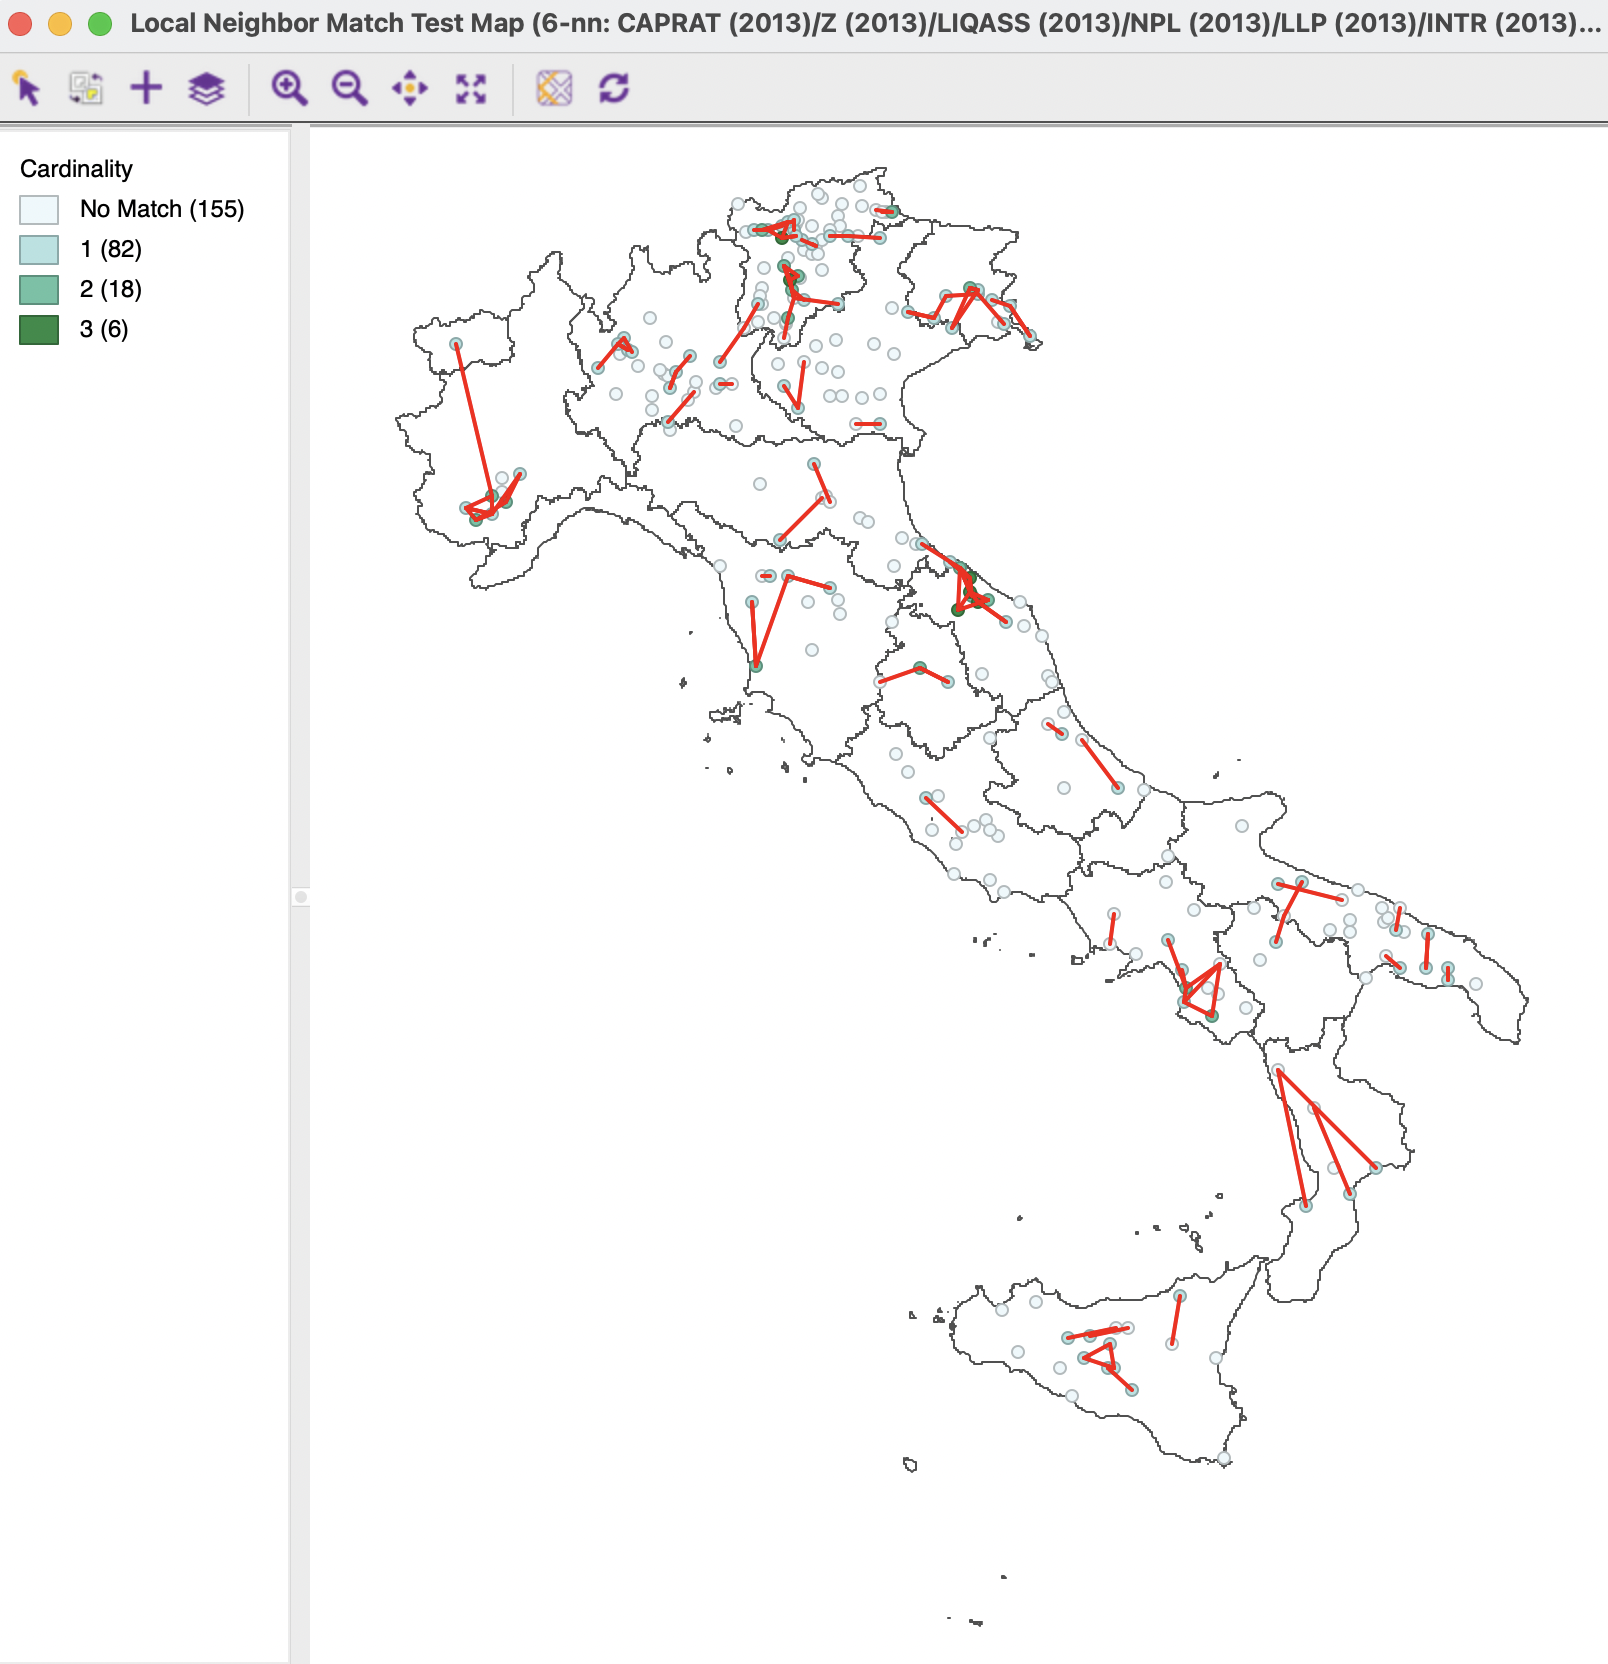 Local Neighbor Match Test Map (6-nn: CAPRAT (2013)/Z (2013)/LIQASS (2013)/NPL (2013)/LLP (2013)/INTR (2013)...
Cardinality
No Match (155)
1 (82)
2 (18)
3 (6)